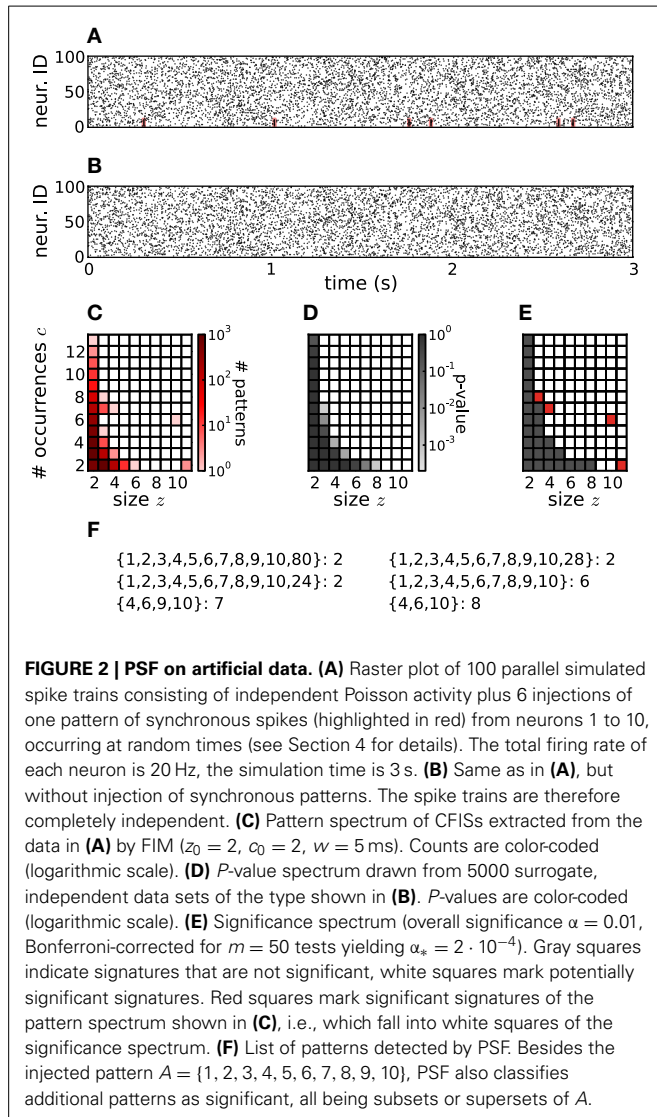 A
neur. ID
100
50
0
B
neur. ID
100
50
0
0 1 2 3
time (s)
C
# occurrences c
12
10
8
6
4
2
2 4 6 8 10
size z
10³
10²
10¹
10⁰
# patterns
D
2 4 6 8 10
size z
10⁰
10⁻¹
10⁻²
10⁻³
p-value
E
2 4 6 8 10
size z
F
{1,2,3,4,5,6,7,8,9,10,80}: 2 {1,2,3,4,5,6,7,8,9,10,28}: 2
{1,2,3,4,5,6,7,8,9,10,24}: 2 {1,2,3,4,5,6,7,8,9,10}: 6
{4,6,9,10}: 7 {4,6,10}: 8
FIGURE 2 | PSF on artificial data. (A) Raster plot of 100 parallel simulated
spike trains consisting of independent Poisson activity plus 6 injections of
one pattern of synchronous spikes (highlighted in red) from neurons 1 to 10,
occurring at random times (see Section 4 for details). The total firing rate of
each neuron is 20 Hz, the simulation time is 3 s. (B) Same as in (A), but
without injection of synchronous patterns. The spike trains are therefore
completely independent. (C) Pattern spectrum of CFISs extracted from the
data in (A) by FIM (z₀ = 2, c₀ = 2, w = 5 ms). Counts are color-coded
(logarithmic scale). (D) P-value spectrum drawn from 5000 surrogate,
independent data sets of the type shown in (B). P-values are color-coded
(logarithmic scale). (E) Significance spectrum (overall significance α = 0.01,
Bonferroni-corrected for m = 50 tests yielding α* = 2 · 10⁻⁴). Gray squares
indicate signatures that are not significant, white squares mark potentially
significant signatures. Red squares mark significant signatures of the
pattern spectrum shown in (C), i.e., which fall into white squares of the
significance spectrum. (F) List of patterns detected by PSF. Besides the
injected pattern A = {1, 2, 3, 4, 5, 6, 7, 8, 9, 10}, PSF also classifies
additional patterns as significant, all being subsets or supersets of A.